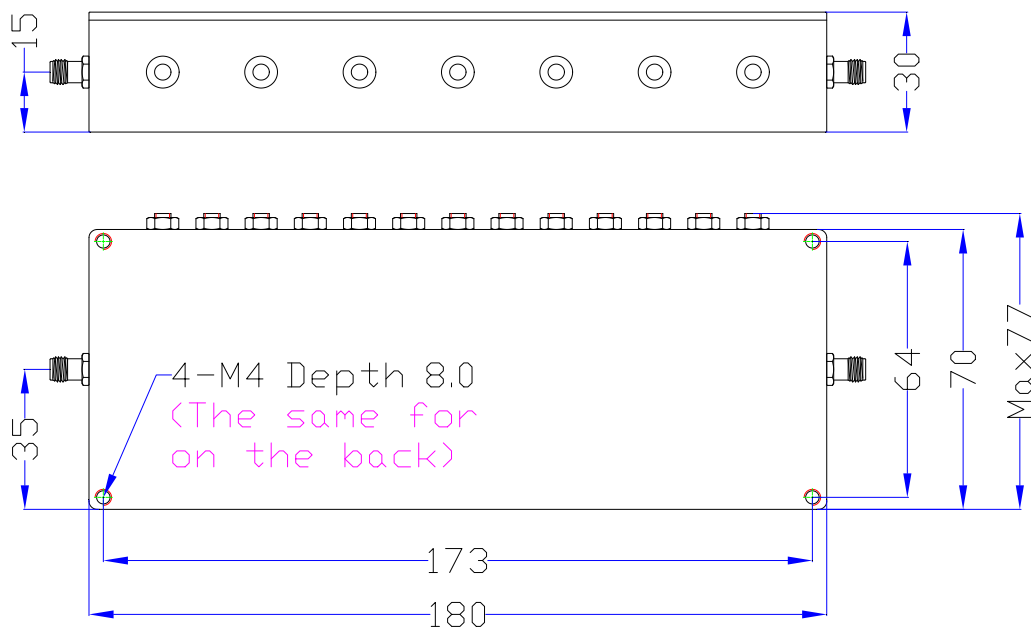 15
30
4-M4 Depth 8.0
(The same for
on the back)
35
64
70
Max77
173
180